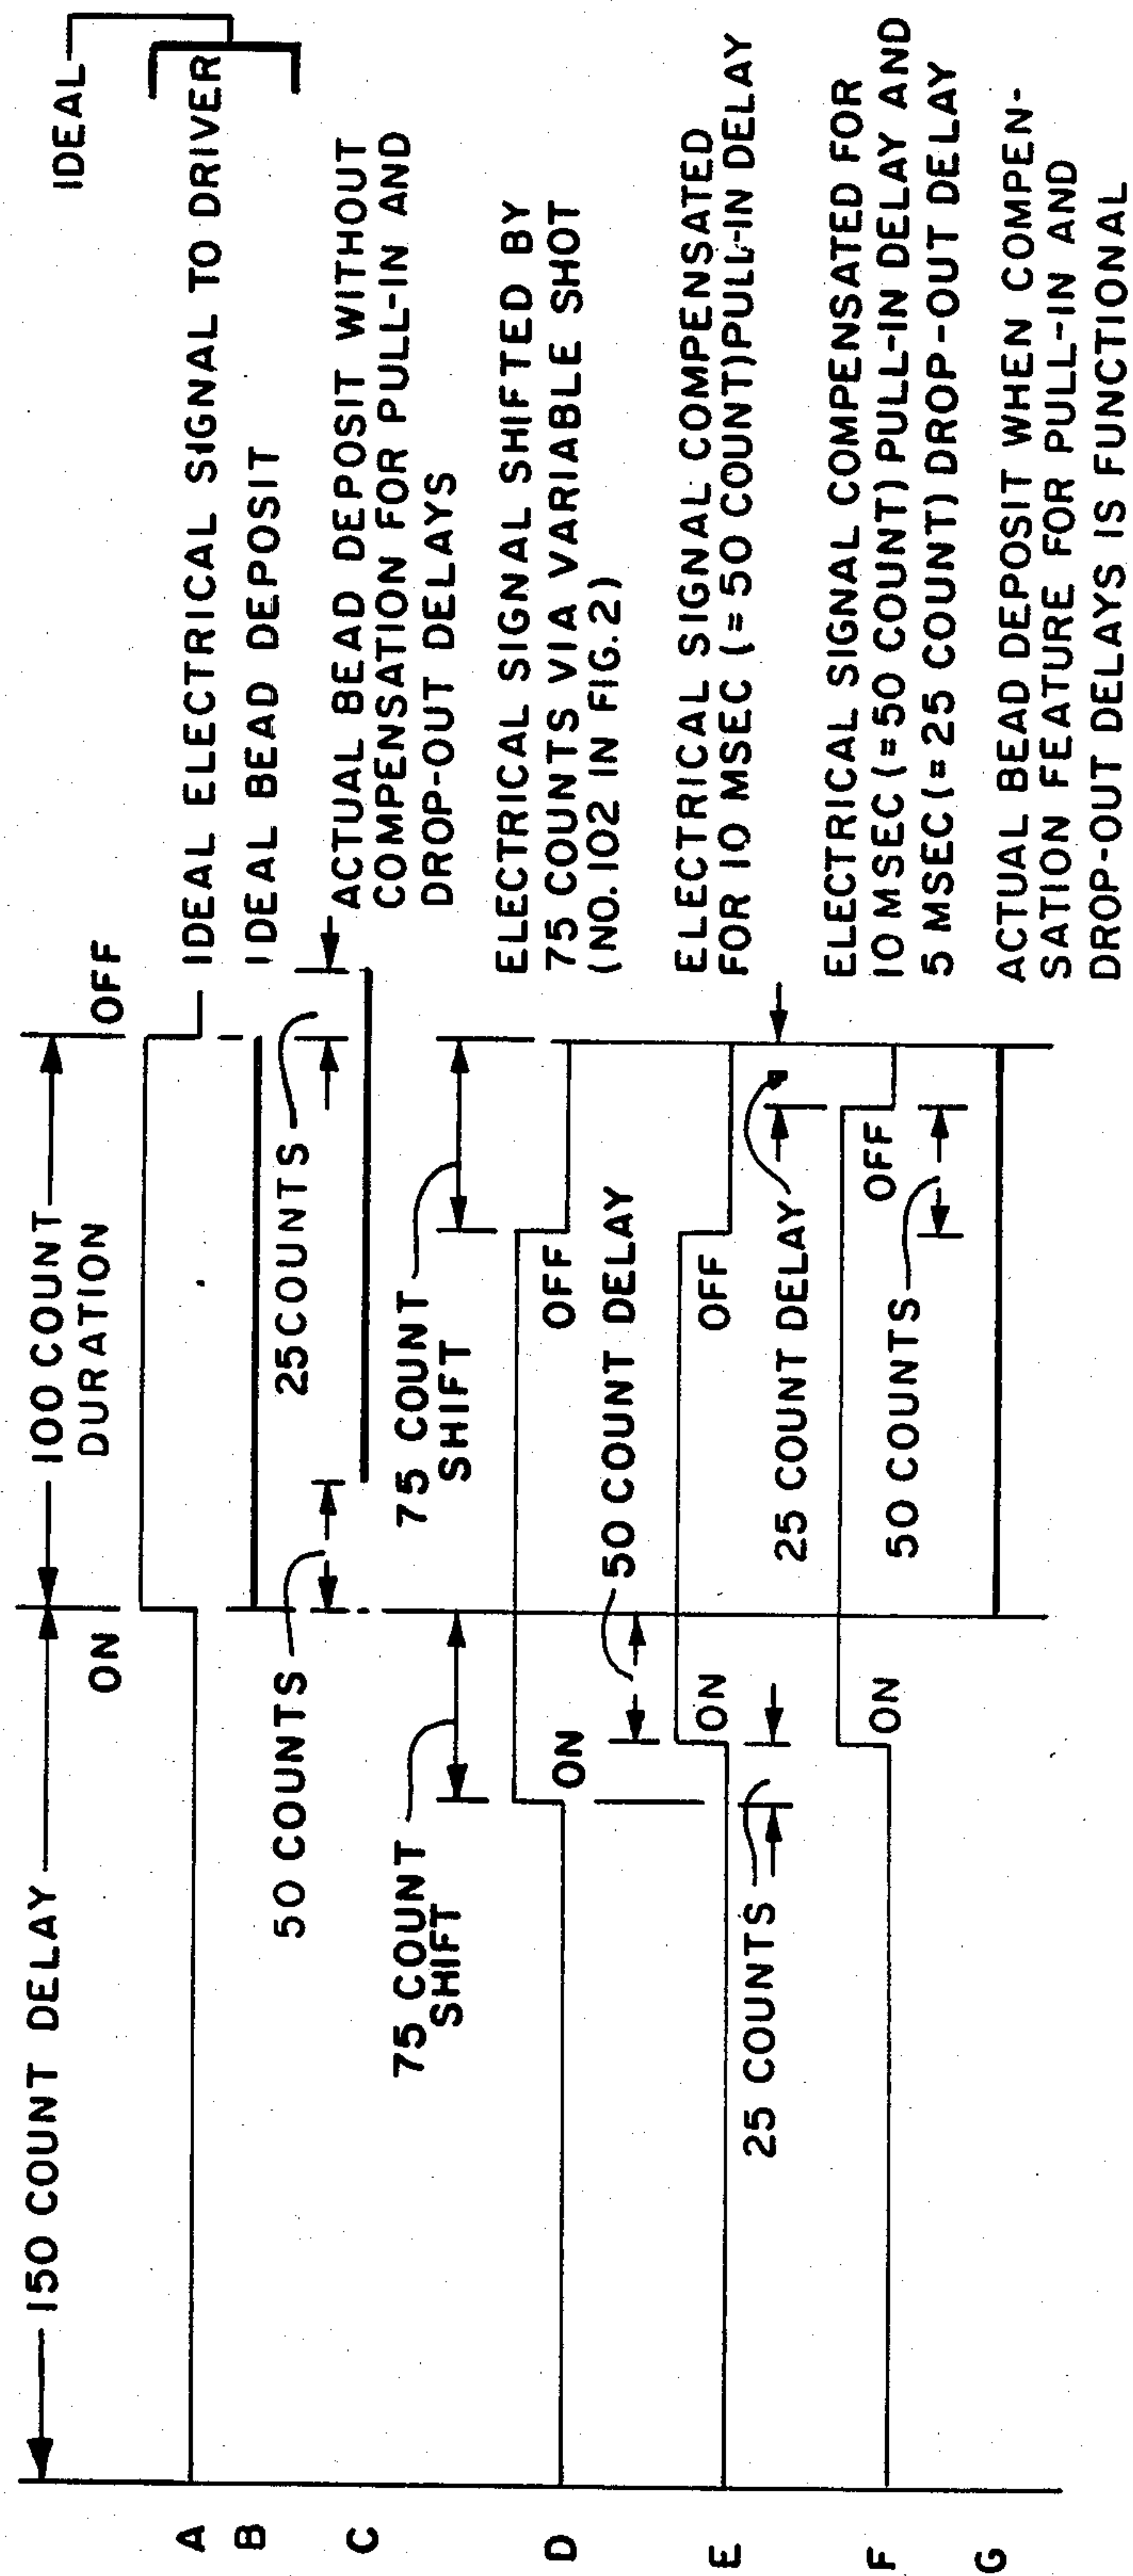 150 COUNT DELAY
100 COUNT
DURATION
IDEAL
ON
OFF
A
IDEAL ELECTRICAL SIGNAL TO DRIVER
B
IDEAL BEAD DEPOSIT
50 COUNTS
25 COUNTS
C
ACTUAL BEAD DEPOSIT WITHOUT
COMPENSATION FOR PULL-IN AND
DROP-OUT DELAYS
75 COUNT
SHIFT
75 COUNT
SHIFT
D
ON
OFF
ELECTRICAL SIGNAL SHIFTED BY
75 COUNTS VIA VARIABLE SHOT
(NO. 102 IN FIG. 2)
50 COUNT DELAY
E
ON
OFF
ELECTRICAL SIGNAL COMPENSATED
FOR 10 MSEC (= 50 COUNT) PULL-IN DELAY
25 COUNTS
25 COUNT DELAY
F
ON
OFF
ELECTRICAL SIGNAL COMPENSATED FOR
10 MSEC (= 50 COUNT) PULL-IN DELAY AND
5 MSEC (= 25 COUNT) DROP-OUT DELAY
50 COUNTS
G
ACTUAL BEAD DEPOSIT WHEN COMPEN-
SATION FEATURE FOR PULL-IN AND
DROP-OUT DELAYS IS FUNCTIONAL